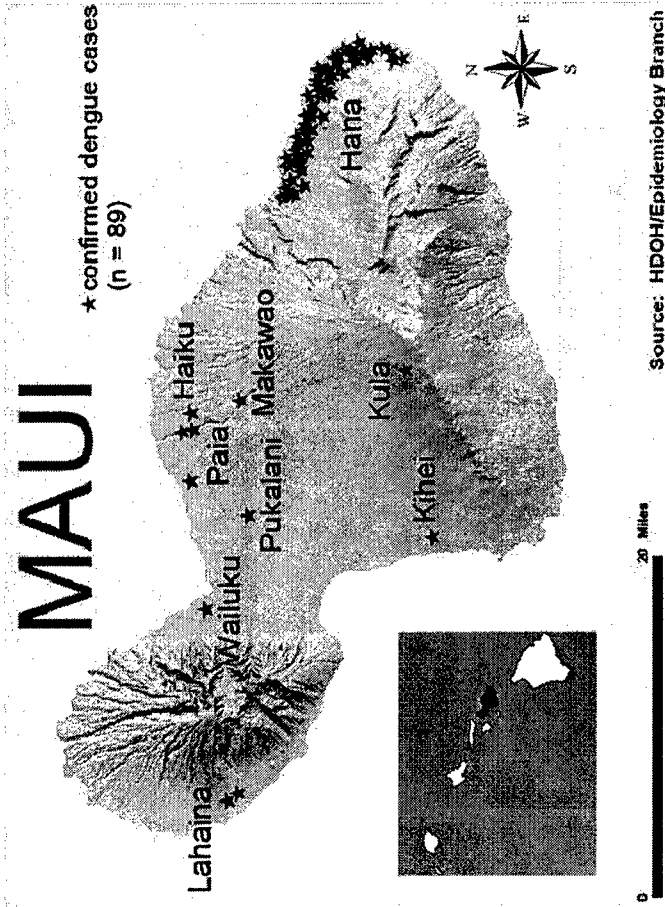 MAUI
★ confirmed dengue cases
(n = 89)
Haiku
Paia
Makawao
Pukalani
Wailuku
Lahaina
Hana
Kula
Kihei
N
W
E
S
0
20 Miles
Source: HDOH/Epidemiology Branch